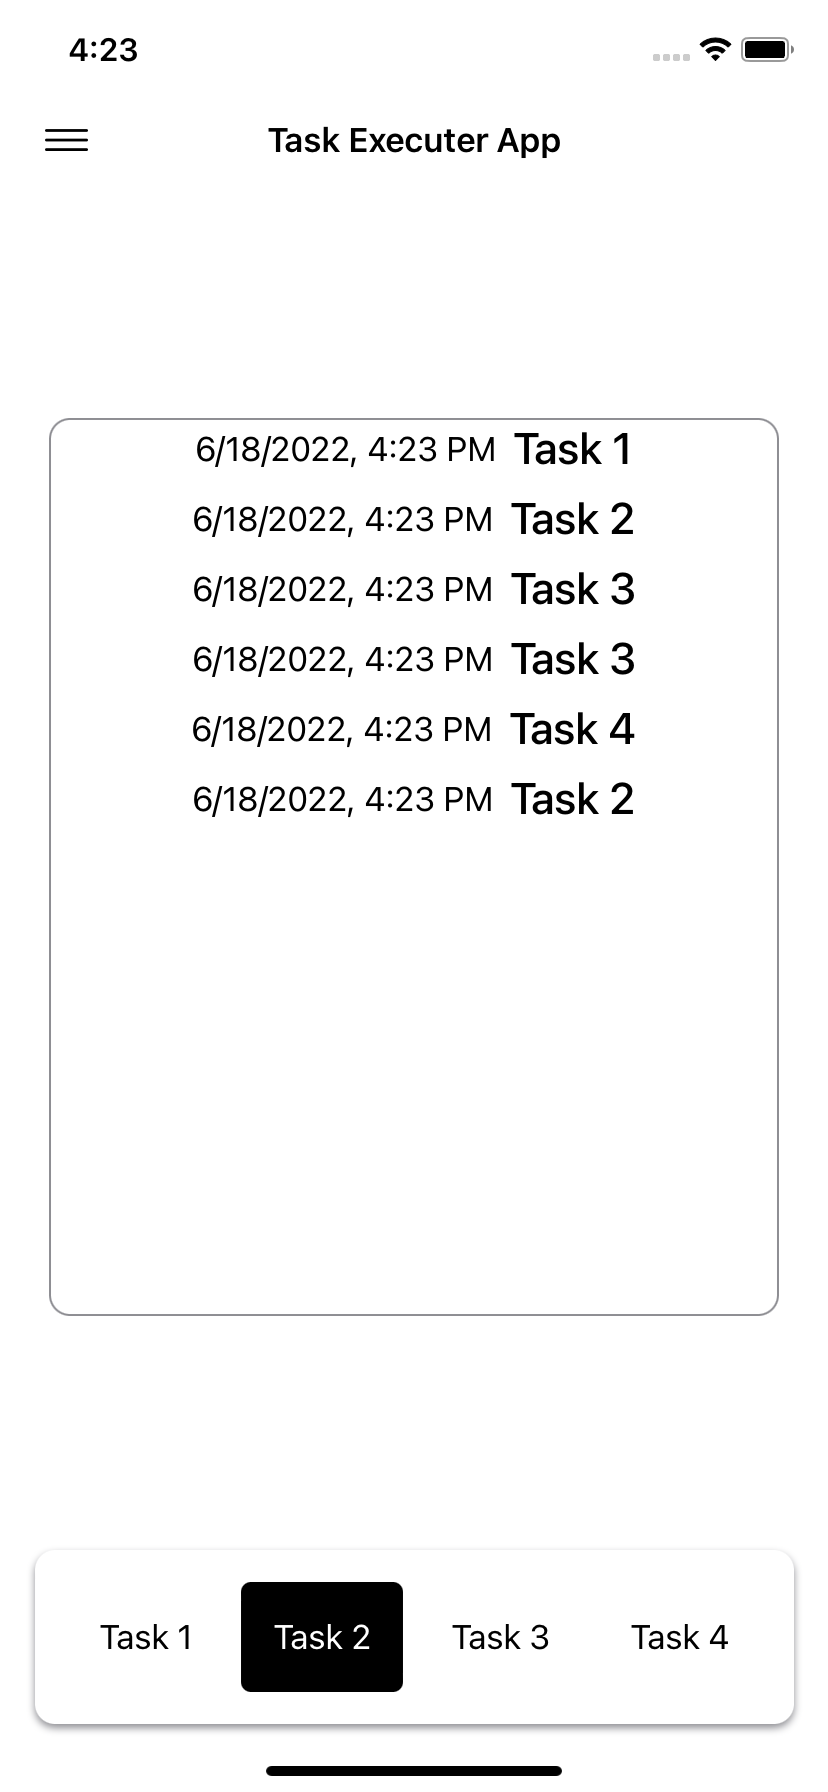 4:23
Task Executer App
6/18/2022, 4:23 PM Task 1
6/18/2022, 4:23 PM Task 2
6/18/2022, 4:23 PM Task 3
6/18/2022, 4:23 PM Task 3
6/18/2022, 4:23 PM Task 4
6/18/2022, 4:23 PM Task 2
Task 1 Task 2 Task 3 Task 4